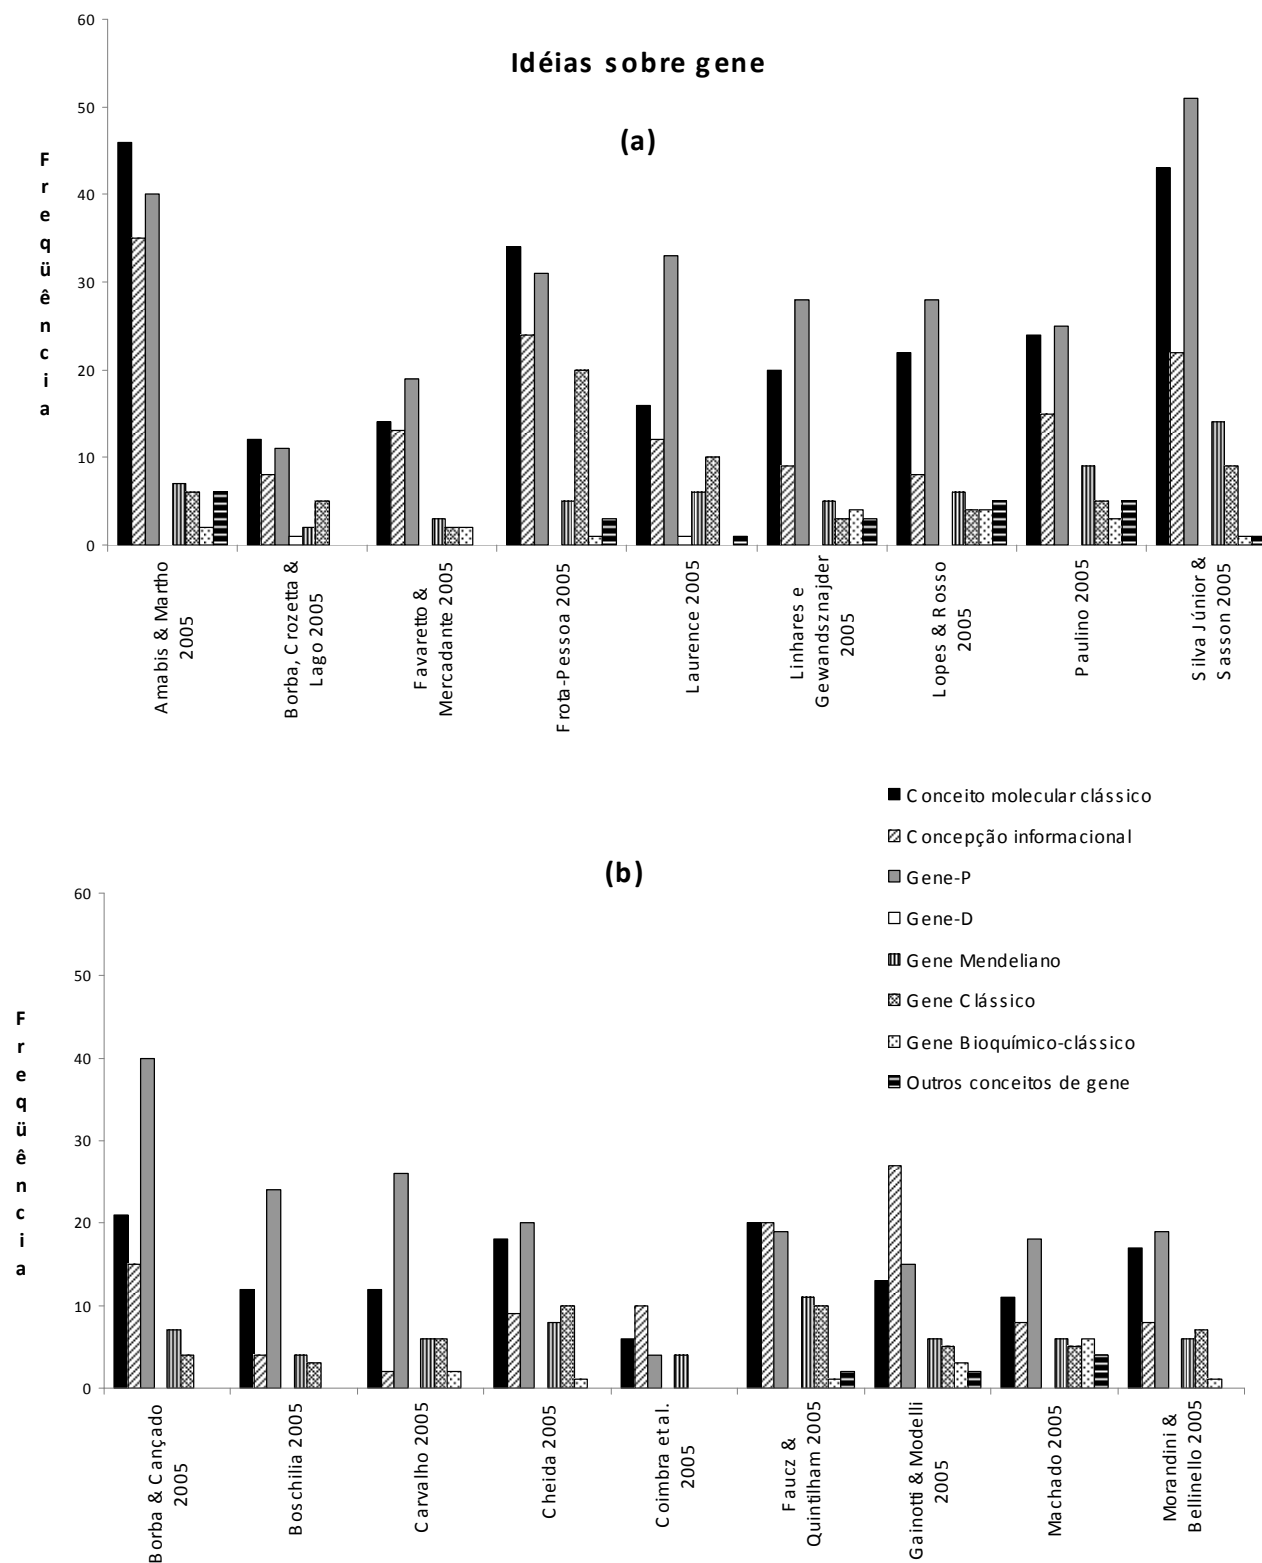 Idéias sobre gene
(a)
Freqüência
60
50
40
30
20
10
0
Amabis & Martho
2005
Borba, Crozetta &
Lago 2005
Favaretto &
Mercadante 2005
Frota-Pessoa 2005
Laurence 2005
Linhares e
Gewandsznajder
2005
Lopes & Rosso
2005
Paulino 2005
Silva Júnior &
Sasson 2005
Conceito molecular clássico
Concepção informacional
Gene-P
Gene-D
Gene Mendeliano
Gene Clássico
Gene Bioquímico-clássico
Outros conceitos de gene
(b)
Freqüência
60
50
40
30
20
10
0
Borba & Cançado
2005
Boschilia 2005
Carvalho 2005
Cheida 2005
Coimbra et al.
2005
Faucz &
Quintilham 2005
Gainotti & Modelli
2005
Machado 2005
Morandini &
Bellinello 2005